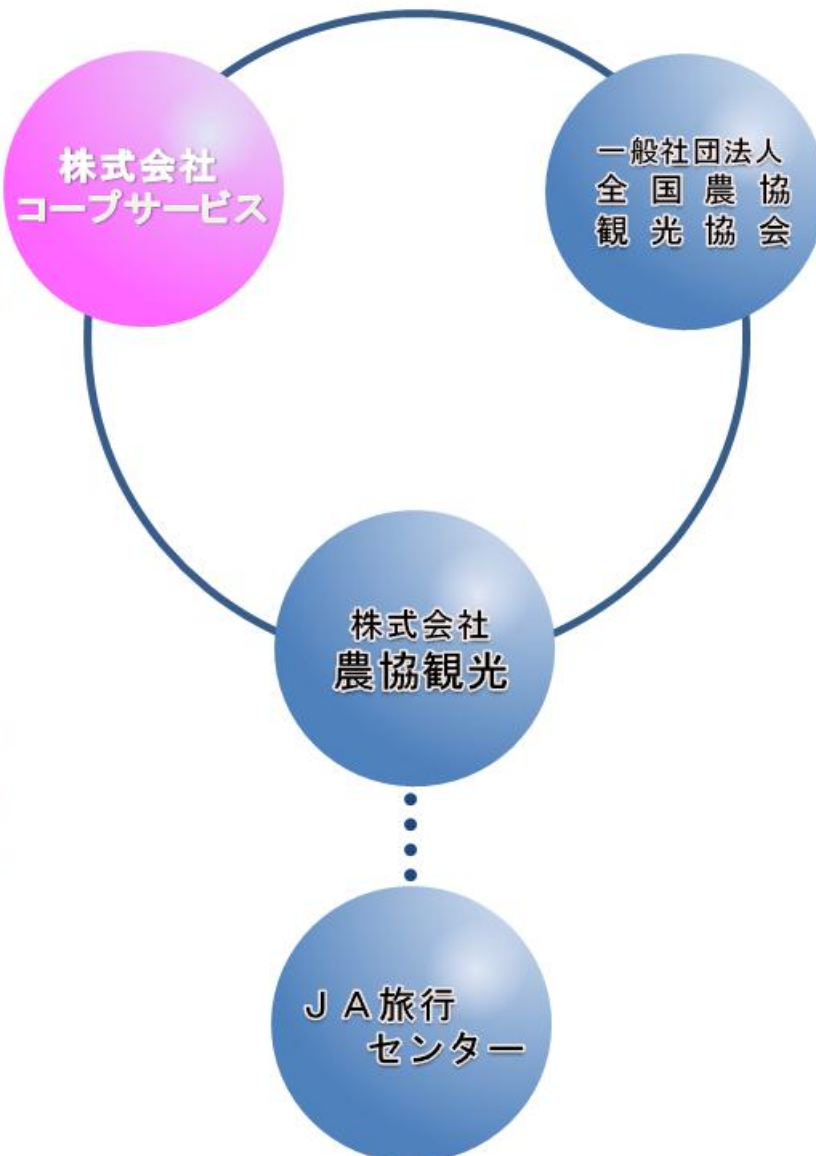 株式会社
コープサービス
一般社団法人
全国農協
観光協会
株式会社
農協観光
ＪＡ旅行
センター